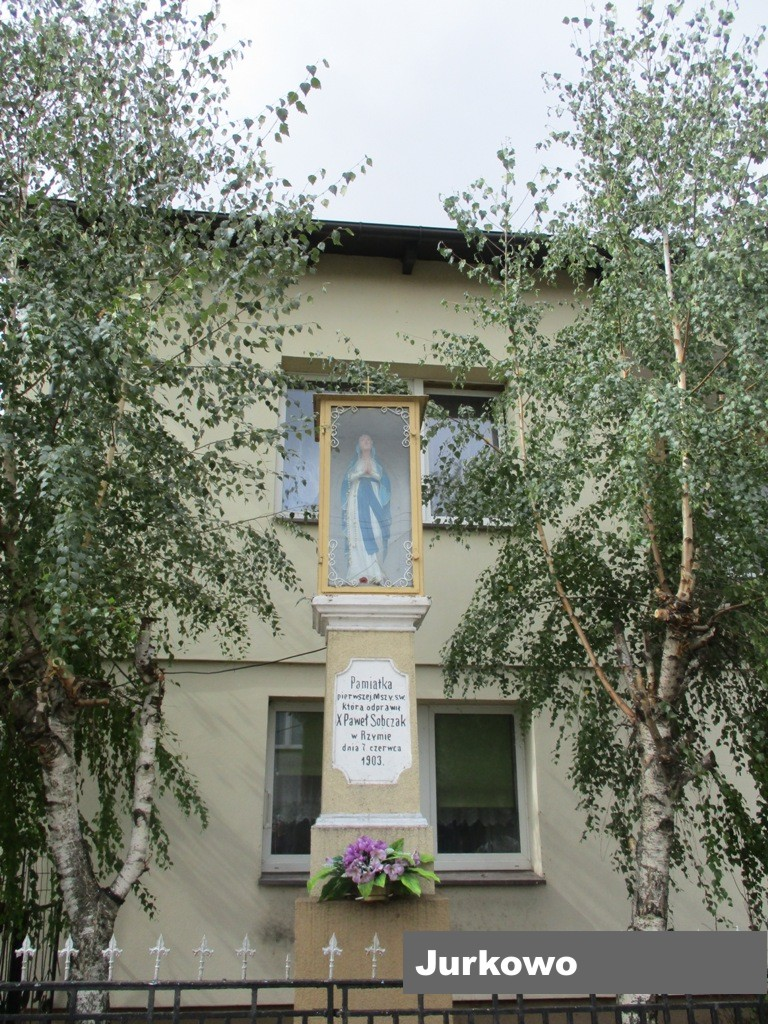 Pamiątka
pierwszej Mszy. św.
którą odprawił
X Paweł Sobczak
w Rzymie
dnia 7 czerwca
1903.
Jurkowo